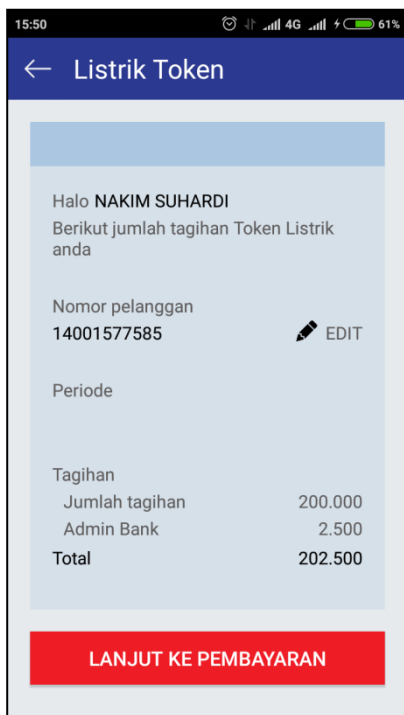 15:50 4G 61%
Listrik Token
Halo NAKIM SUHARDI
Berikut jumlah tagihan Token Listrik
anda
Nomor pelanggan
14001577585 EDIT
Periode
Tagihan
Jumlah tagihan 200.000
Admin Bank 2.500
Total 202.500
LANJUT KE PEMBAYARAN